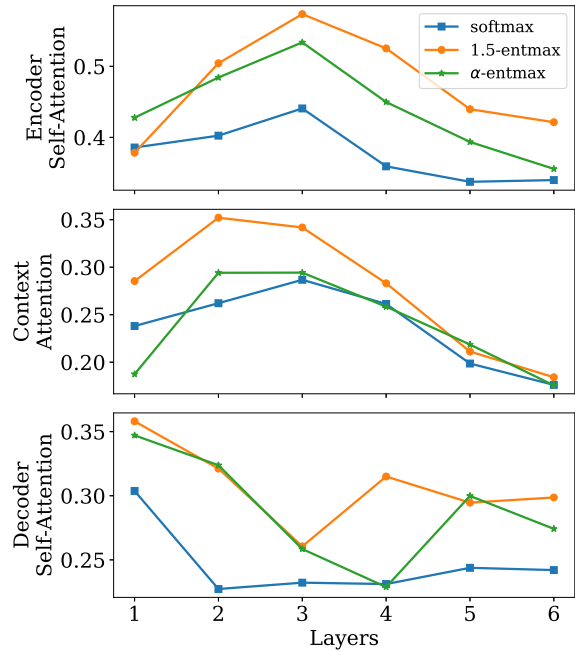 softmax
1.5-entmax
α-entmax
Encoder
Self-Attention
0.5
0.4
Context
Attention
0.35
0.30
0.25
0.20
Decoder
Self-Attention
0.35
0.30
0.25
1 2 3 4 5 6
Layers